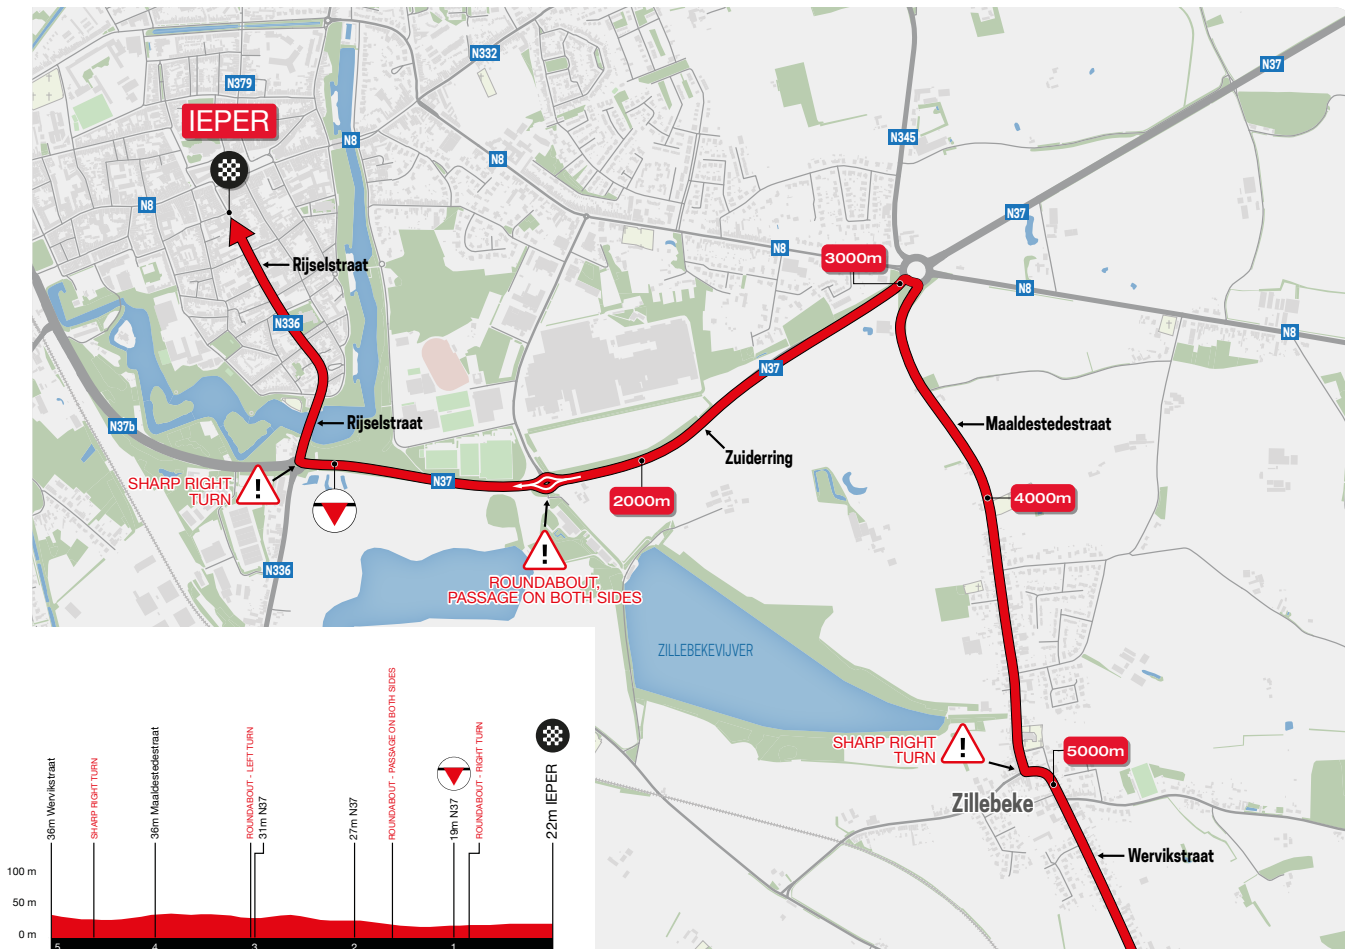 N332
N37
N379
IEPER
N8
N345
N8
N8
N37
Rijselstraat
N8
3000m
N8
N336
N8
N37
Rijselstraat
Maaldestedestraat
N37b
Zuiderring
SHARP RIGHT
TURN
!
N37
2000m
4000m
!
N336
ROUNDABOUT,
PASSAGE ON BOTH SIDES
ZILLEBEKEVIJVER
SHARP RIGHT
TURN
!
5000m
Zillebeke
Wervikstraat
36m Wervikstraat
SHARP RIGHT TURN
36m Maaldestedestraat
ROUNDABOUT - LEFT TURN
31m N37
27m N37
ROUNDABOUT - PASSAGE ON BOTH SIDES
19m N37
ROUNDABOUT - RIGHT TURN
22m IEPER
100 m
50 m
0 m
5 4 3 2 1